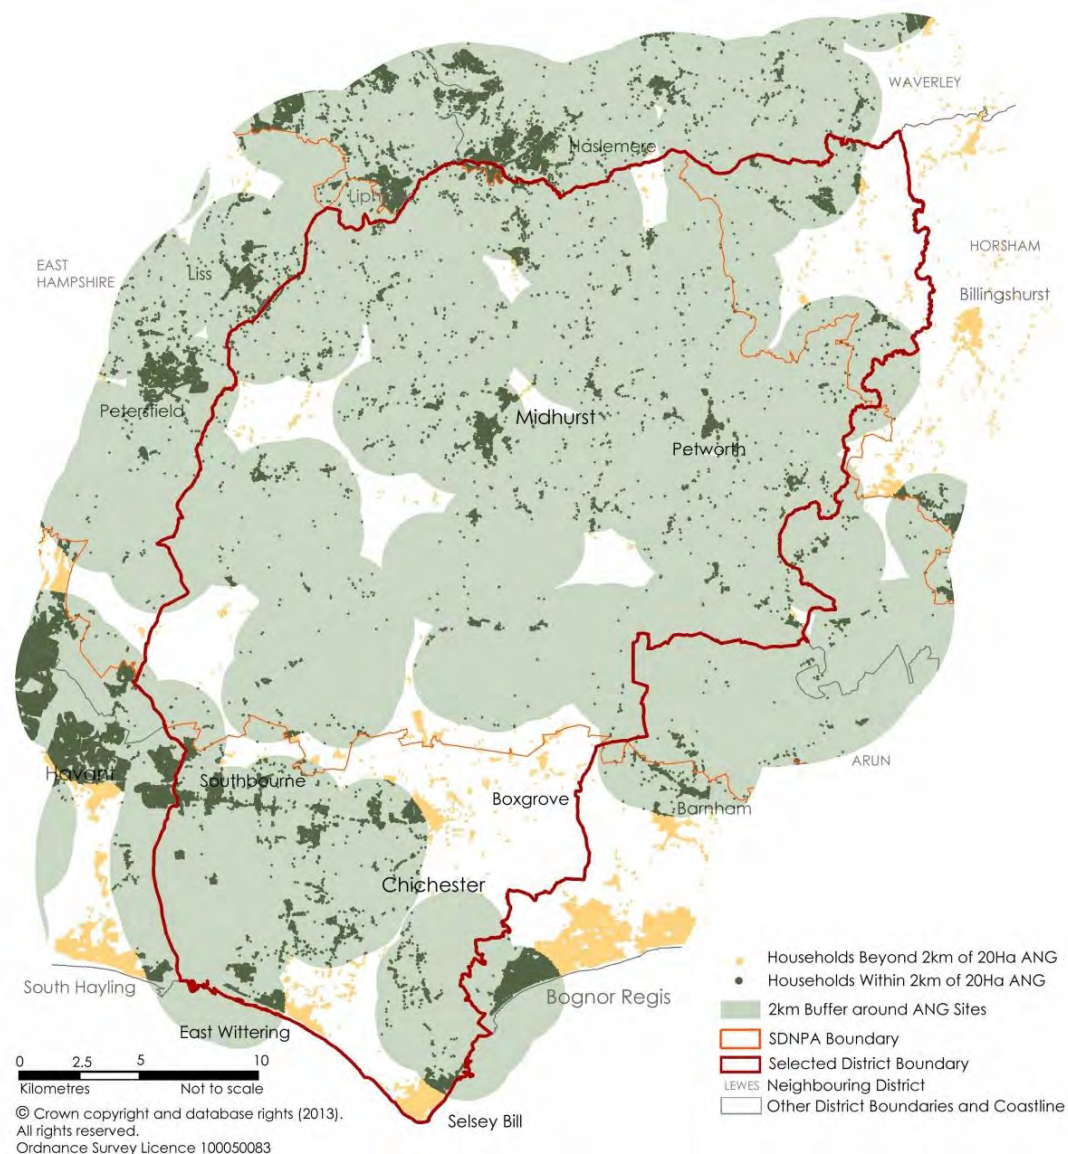 WAVERLEY
Haslemere
Liph
HORSHAM
EAST
HAMPSHIRE
Liss
Billingshurst
Petersfield
Midhurst
Petworth
ARUN
Havant
Southbourne
Boxgrove
Barnham
Chichester
South Hayling
Bognor Regis
East Wittering
Selsey Bill
Households Beyond 2km of 20Ha ANG
Households Within 2km of 20Ha ANG
2km Buffer around ANG Sites
SDNPA Boundary
Selected District Boundary
LEWES Neighbouring District
Other District Boundaries and Coastline
0 2.5 5 10
Kilometres Not to scale
© Crown copyright and database rights (2013).
All rights reserved.
Ordnance Survey Licence 100050083